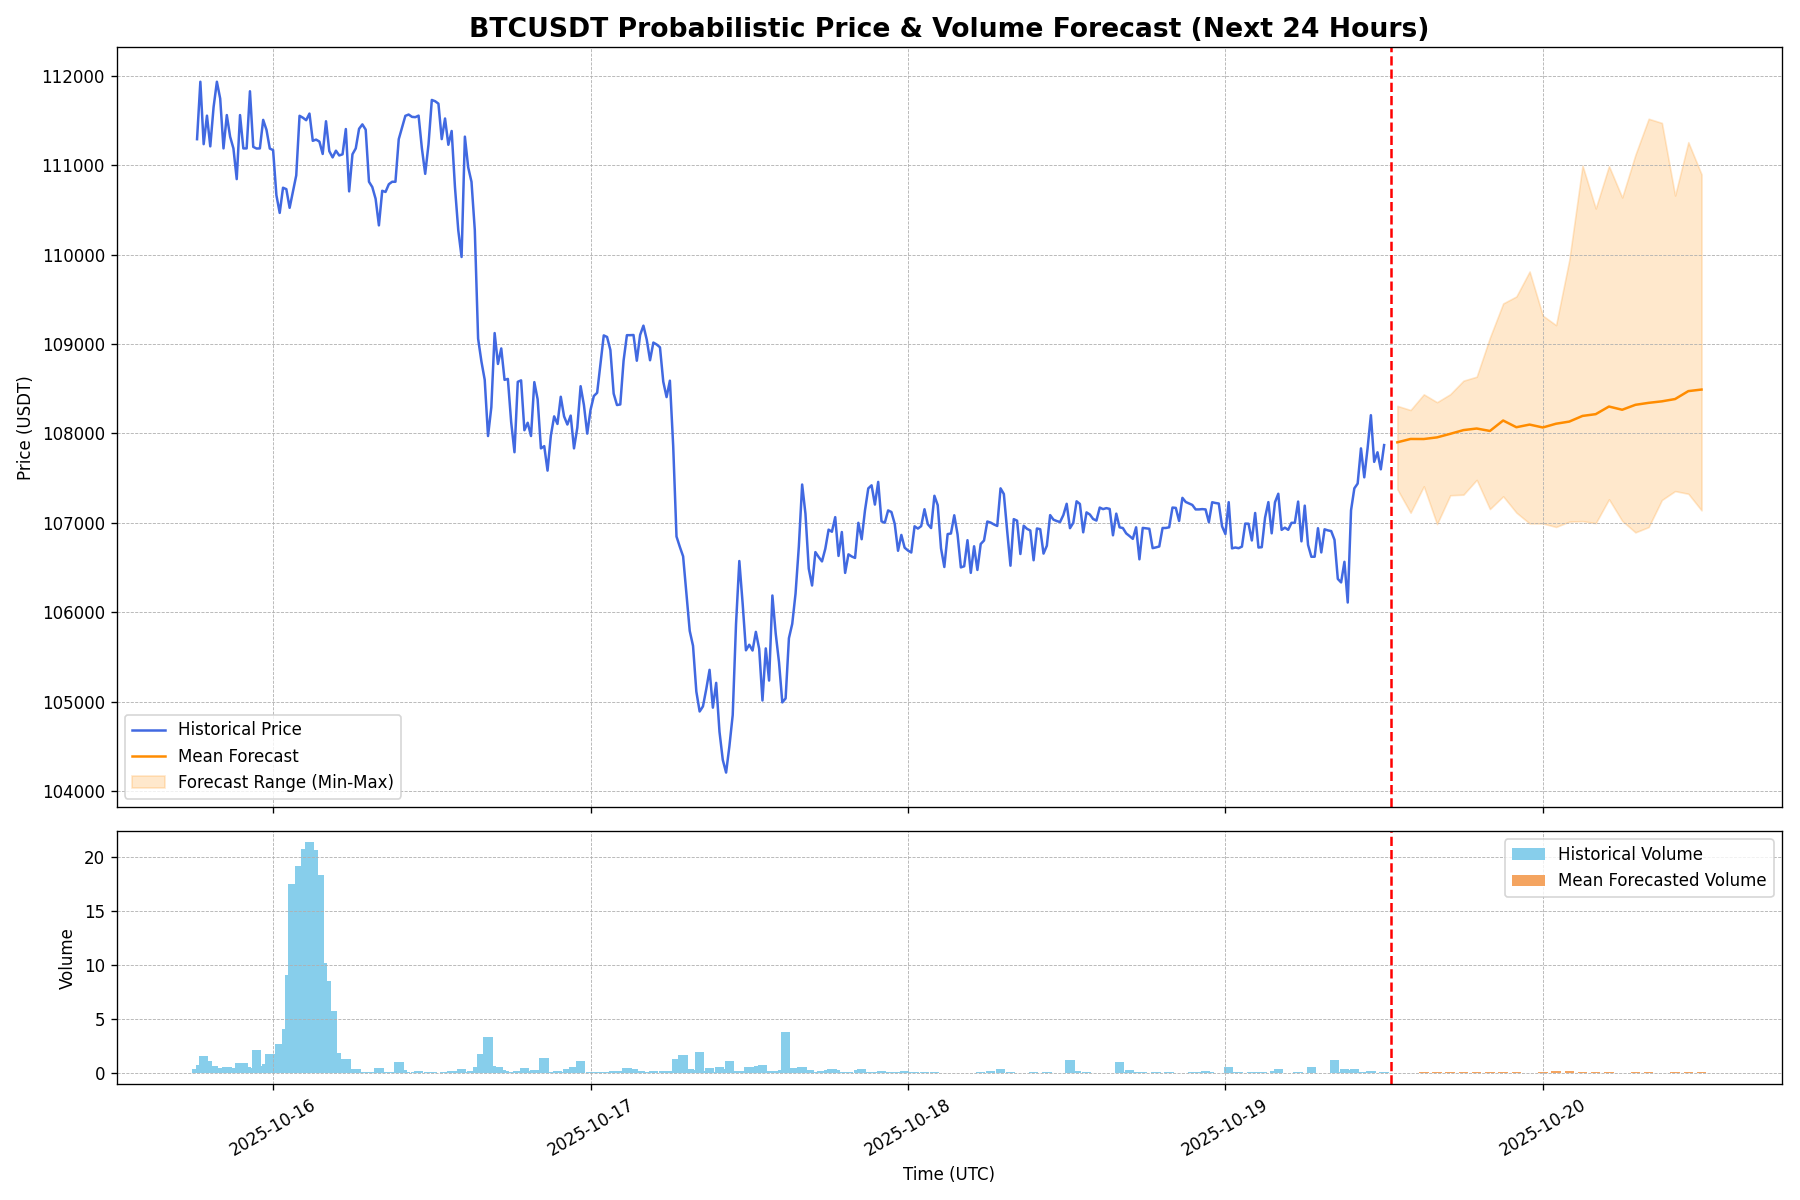 BTCUSDT Probabilistic Price & Volume Forecast (Next 24 Hours)
Price (USDT)
112000
111000
110000
109000
108000
107000
106000
105000
104000
Historical Price
Mean Forecast
Forecast Range (Min-Max)
Volume
20
15
10
5
0
Historical Volume
Mean Forecasted Volume
2025-10-16
2025-10-17
2025-10-18
2025-10-19
2025-10-20
Time (UTC)